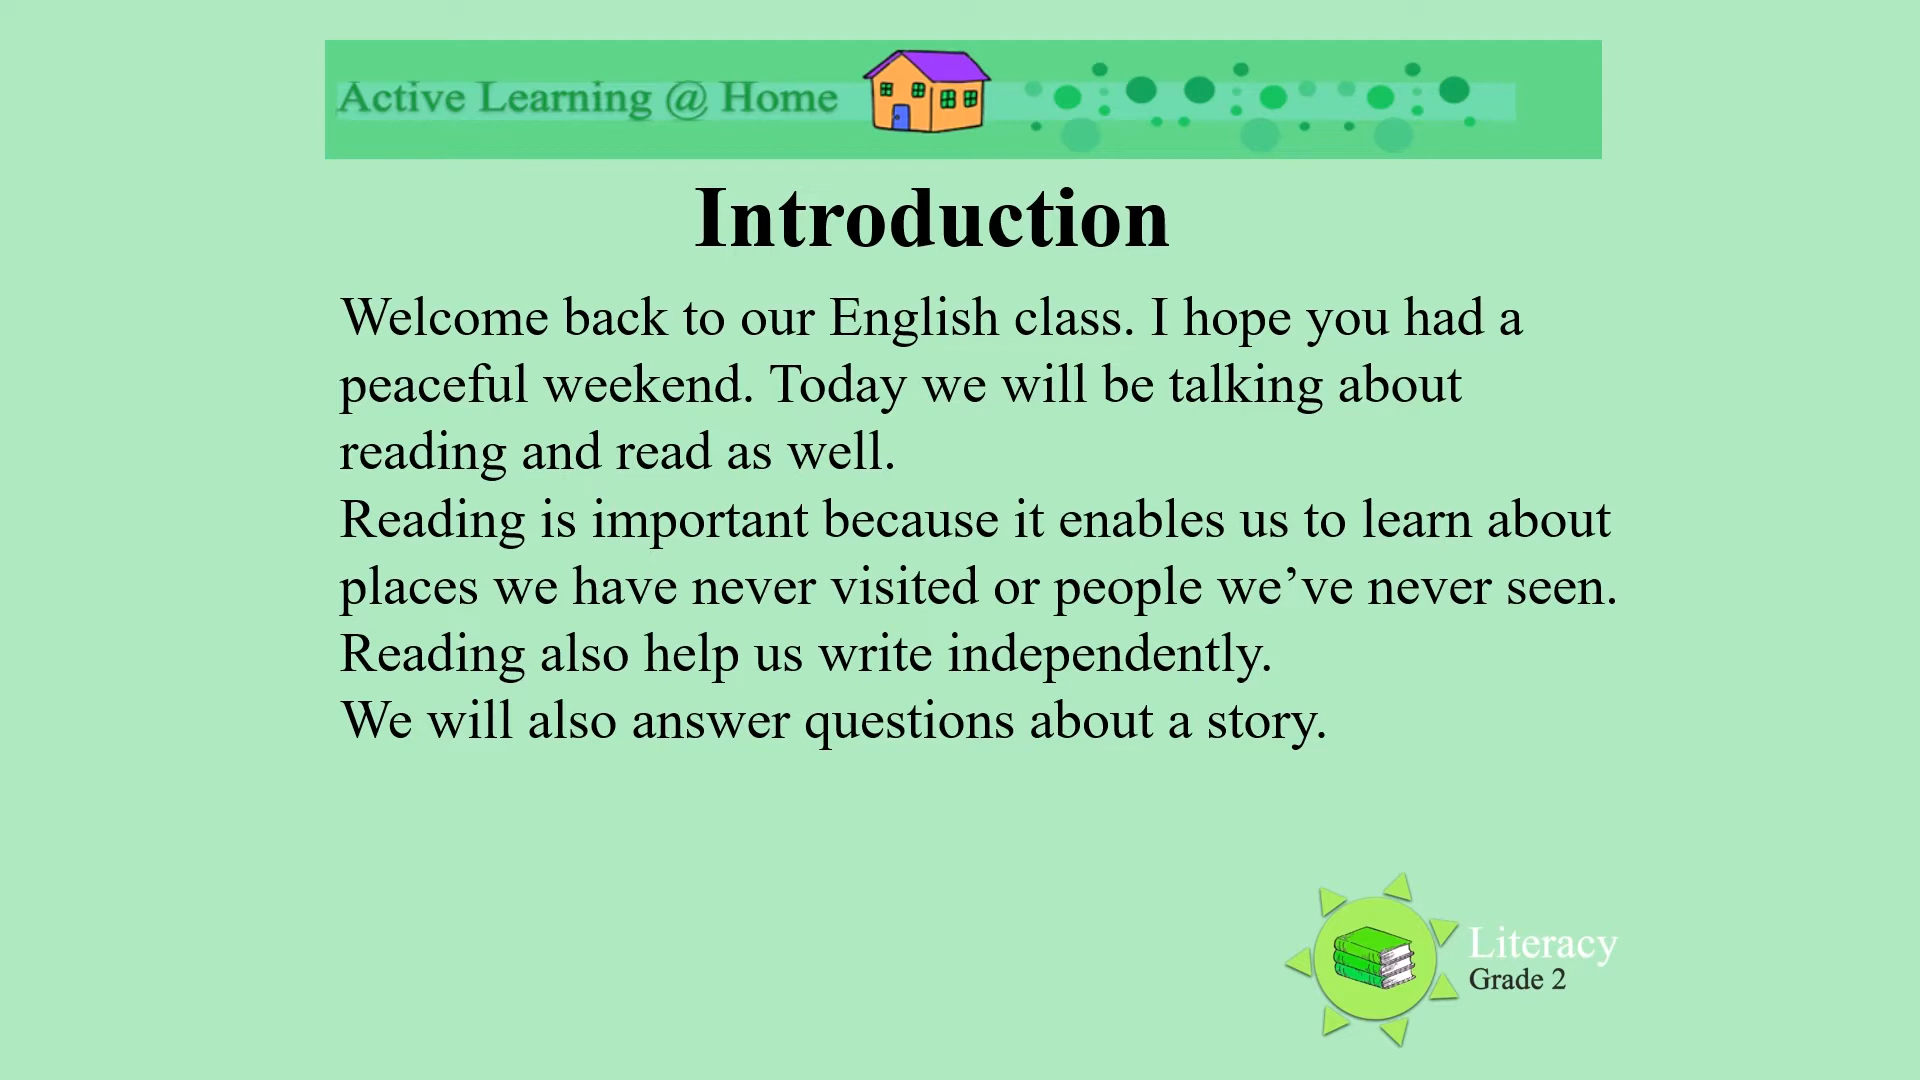 Active Learning @ Home
Introduction
Welcome back to our English class. I hope you had a
peaceful weekend. Today we will be talking about
reading and read as well.
Reading is important because it enables us to learn about
places we have never visited or people we’ve never seen.
Reading also help us write independently.
We will also answer questions about a story.
Literacy
Grade 2